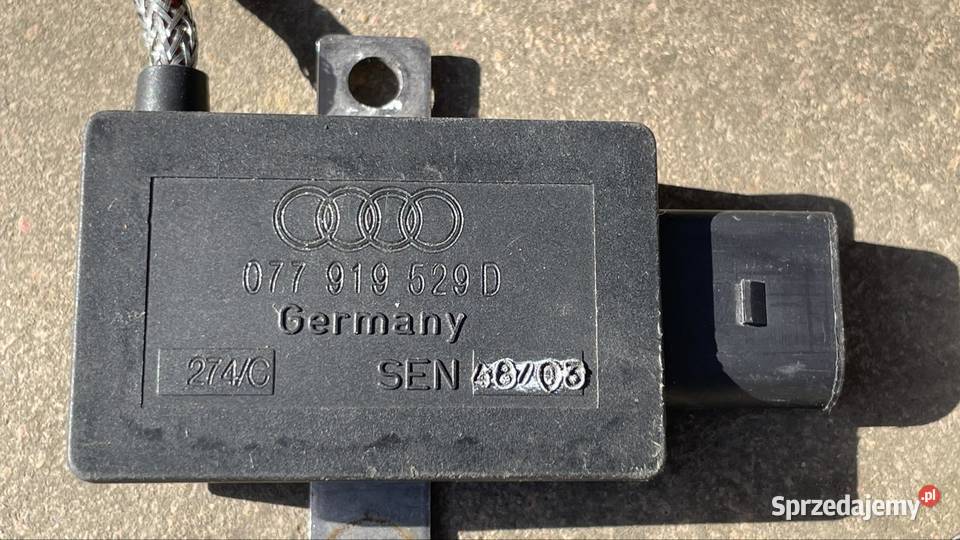 077 919 529 D
Germany
274/C SEN 48/03
Sprzedajemy.pl